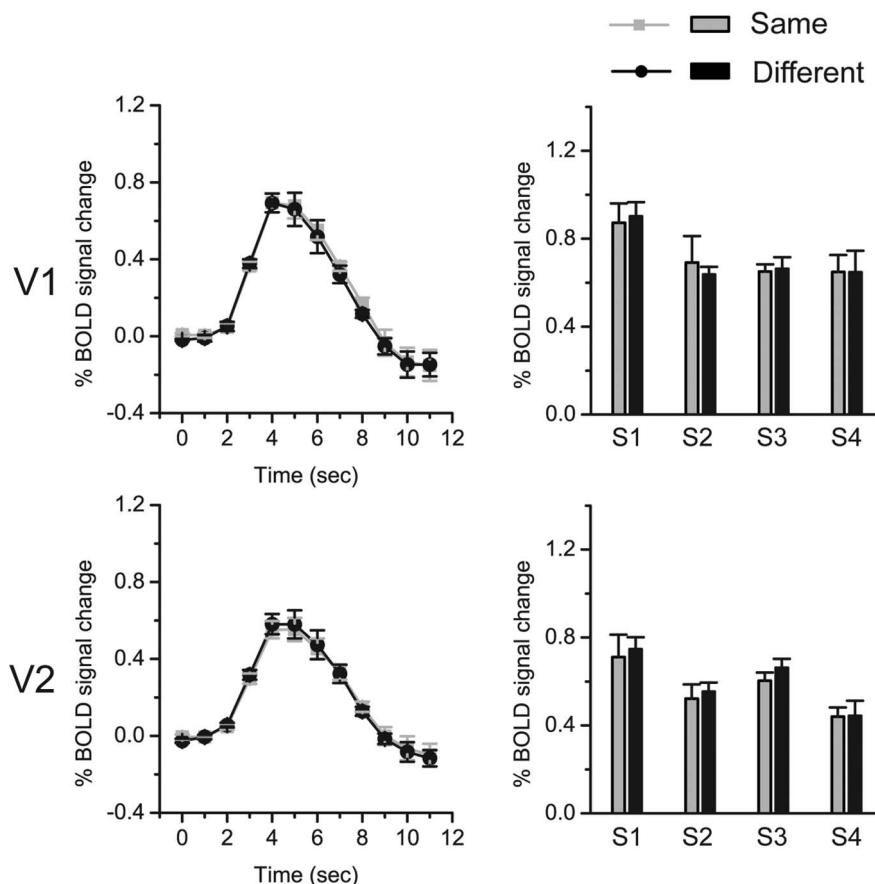 Same
Different
V1
% BOLD signal change
1.2
0.8
0.4
0.0
-0.4
0 2 4 6 8 10 12
Time (sec)
% BOLD signal change
1.2
0.8
0.4
0.0
S1 S2 S3 S4
V2
% BOLD signal change
1.2
0.8
0.4
0.0
-0.4
0 2 4 6 8 10 12
Time (sec)
% BOLD signal change
1.2
0.8
0.4
0.0
S1 S2 S3 S4